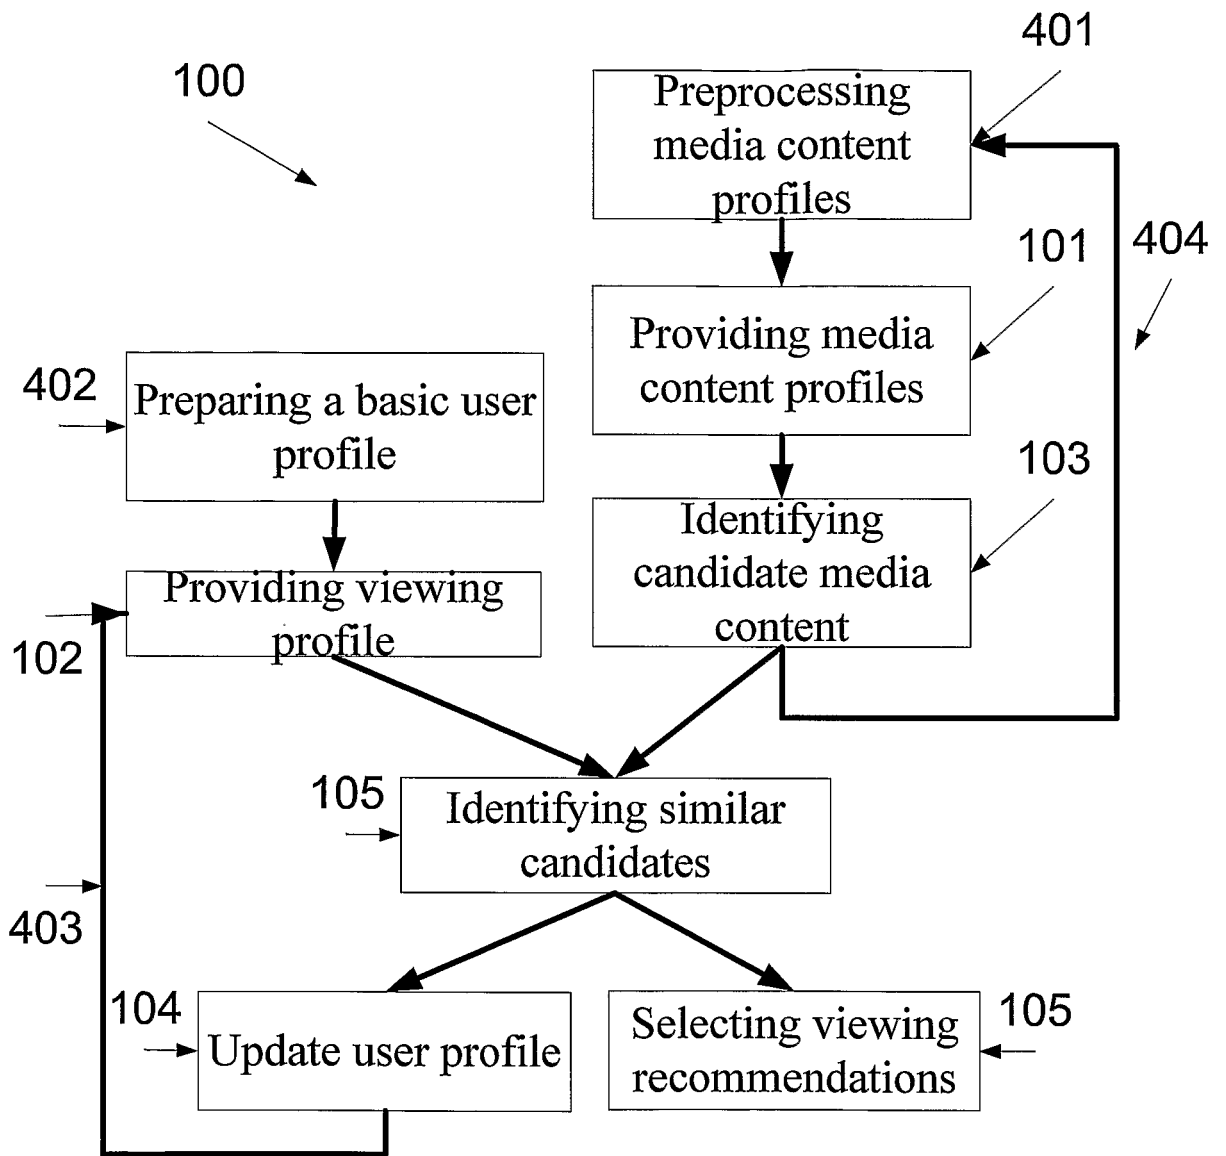 401
100
Preprocessing
media content
profiles
404
101
Providing media
content profiles
402
Preparing a basic user
profile
103
Identifying
candidate media
content
Providing viewing
profile
102
105
Identifying similar
candidates
403
104
Update user profile
Selecting viewing
recommendations
105